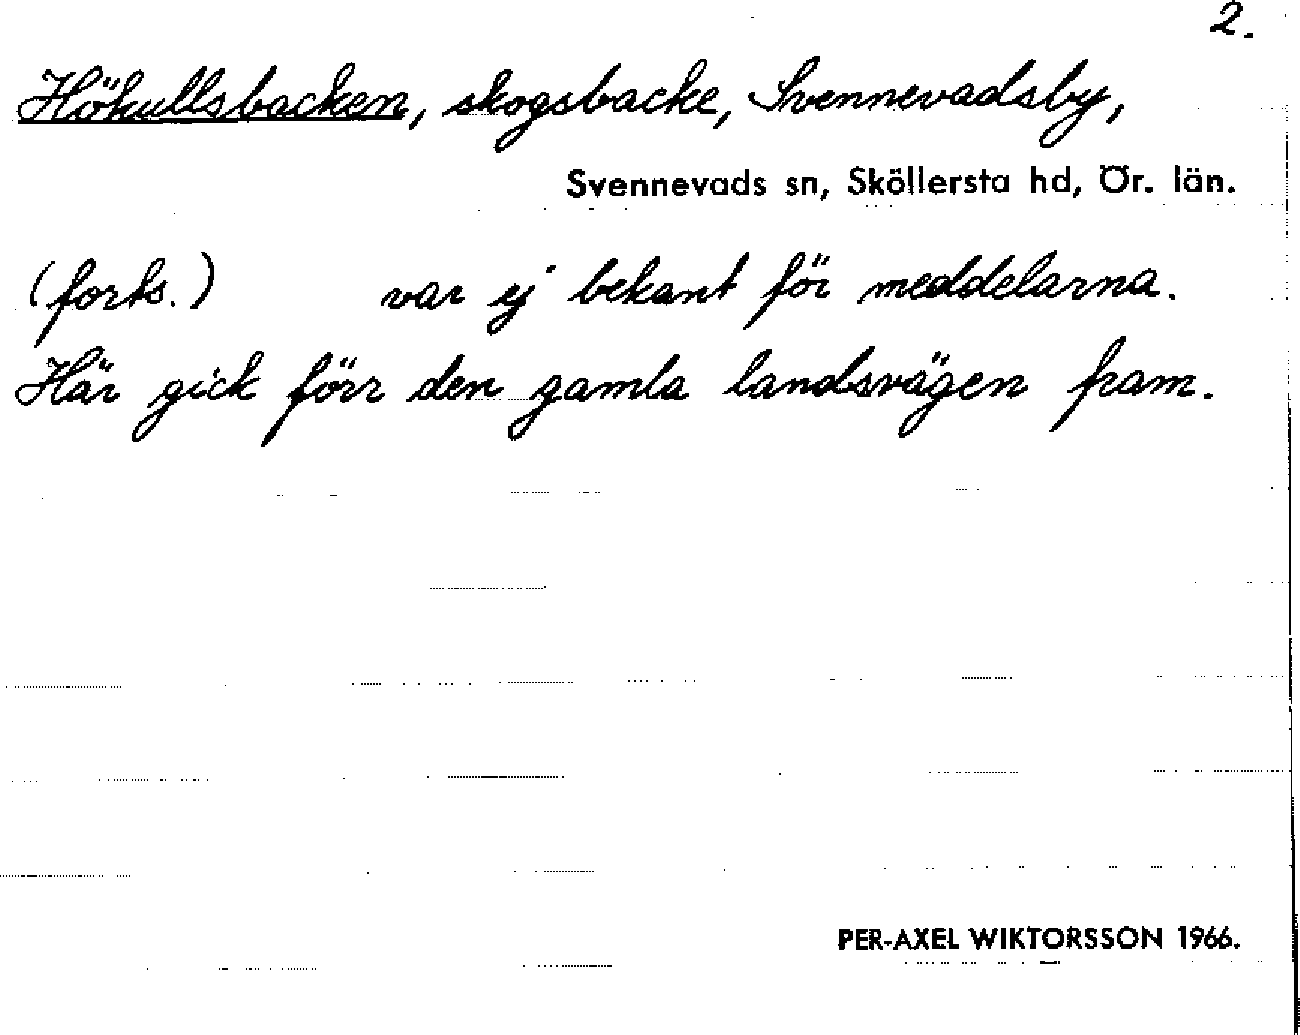 2.
Hökullsbacken, skogsbacke, Svennevadsby,
Svennevads sn, Sköllersta hd, Ör. län.
(forts.) var ej bekant för meddelarna.
Här gick förr den gamla landsvägen fram.
PER-AXEL WIKTORSSON 1966.